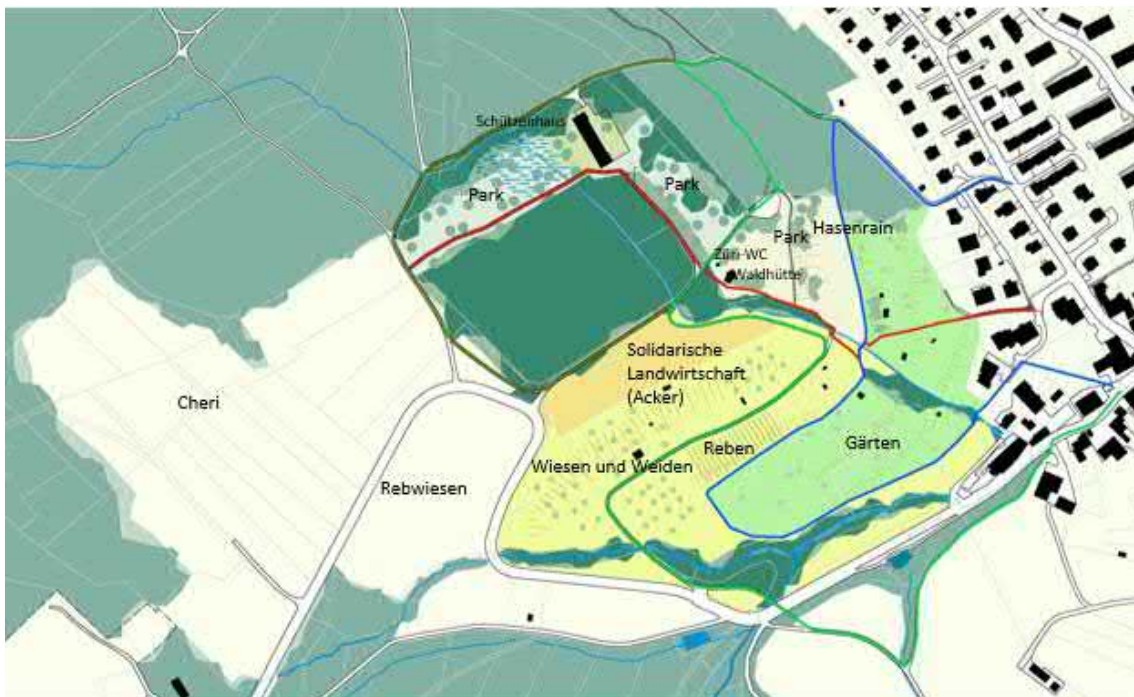 Schützenhaus
Park
Park
Park
Hasenrain
Züri-WC
Waldhütte
Solidarische
Landwirtschaft
(Acker)
Cheri
Reben
Gärten
Wiesen und Weiden
Rebwiesen